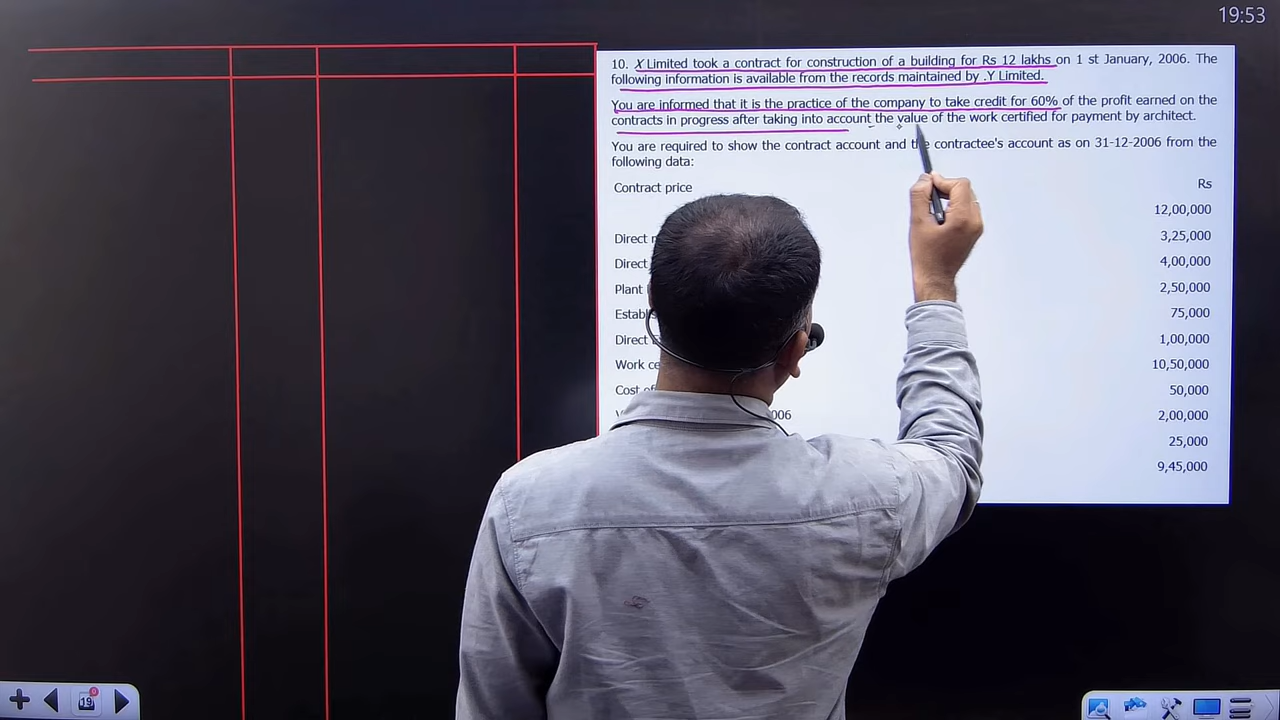 19:53
10. X Limited took a contract for construction of a building for Rs 12 lakhs on 1 st January, 2006. The
following information is available from the records maintained by .Y Limited.
You are informed that it is the practice of the company to take credit for 60% of the profit earned on the
contracts in progress after taking into account the value of the work certified for payment by architect.
You are required to show the contract account and the contractee's account as on 31-12-2006 from the
following data:
Contract price Rs
12,00,000
Direct 3,25,000
Direct 4,00,000
Plant 2,50,000
75,000
Direct 1,00,000
Work 10,50,000
Cost 50,000
2,00,000
25,000
9,45,000
19